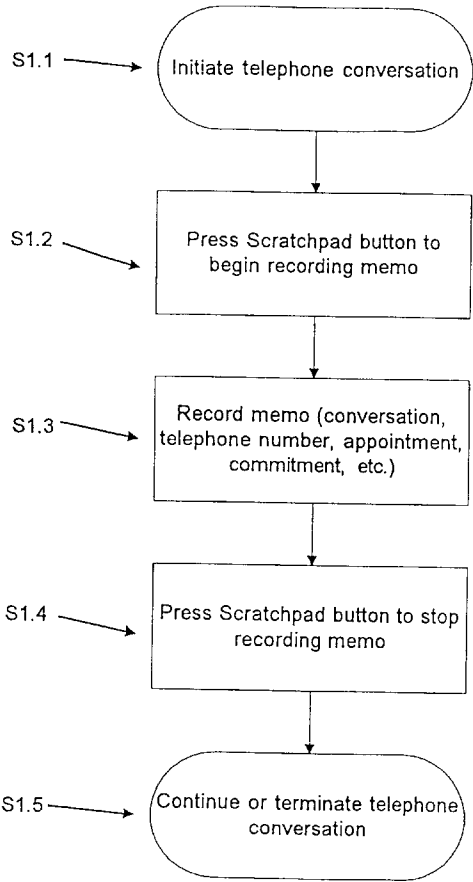 S1.1
Initiate telephone conversation
S1.2
Press Scratchpad button to
begin recording memo
S1.3
Record memo (conversation,
telephone number, appointment,
commitment, etc.)
S1.4
Press Scratchpad button to stop
recording memo
S1.5
Continue or terminate telephone
conversation